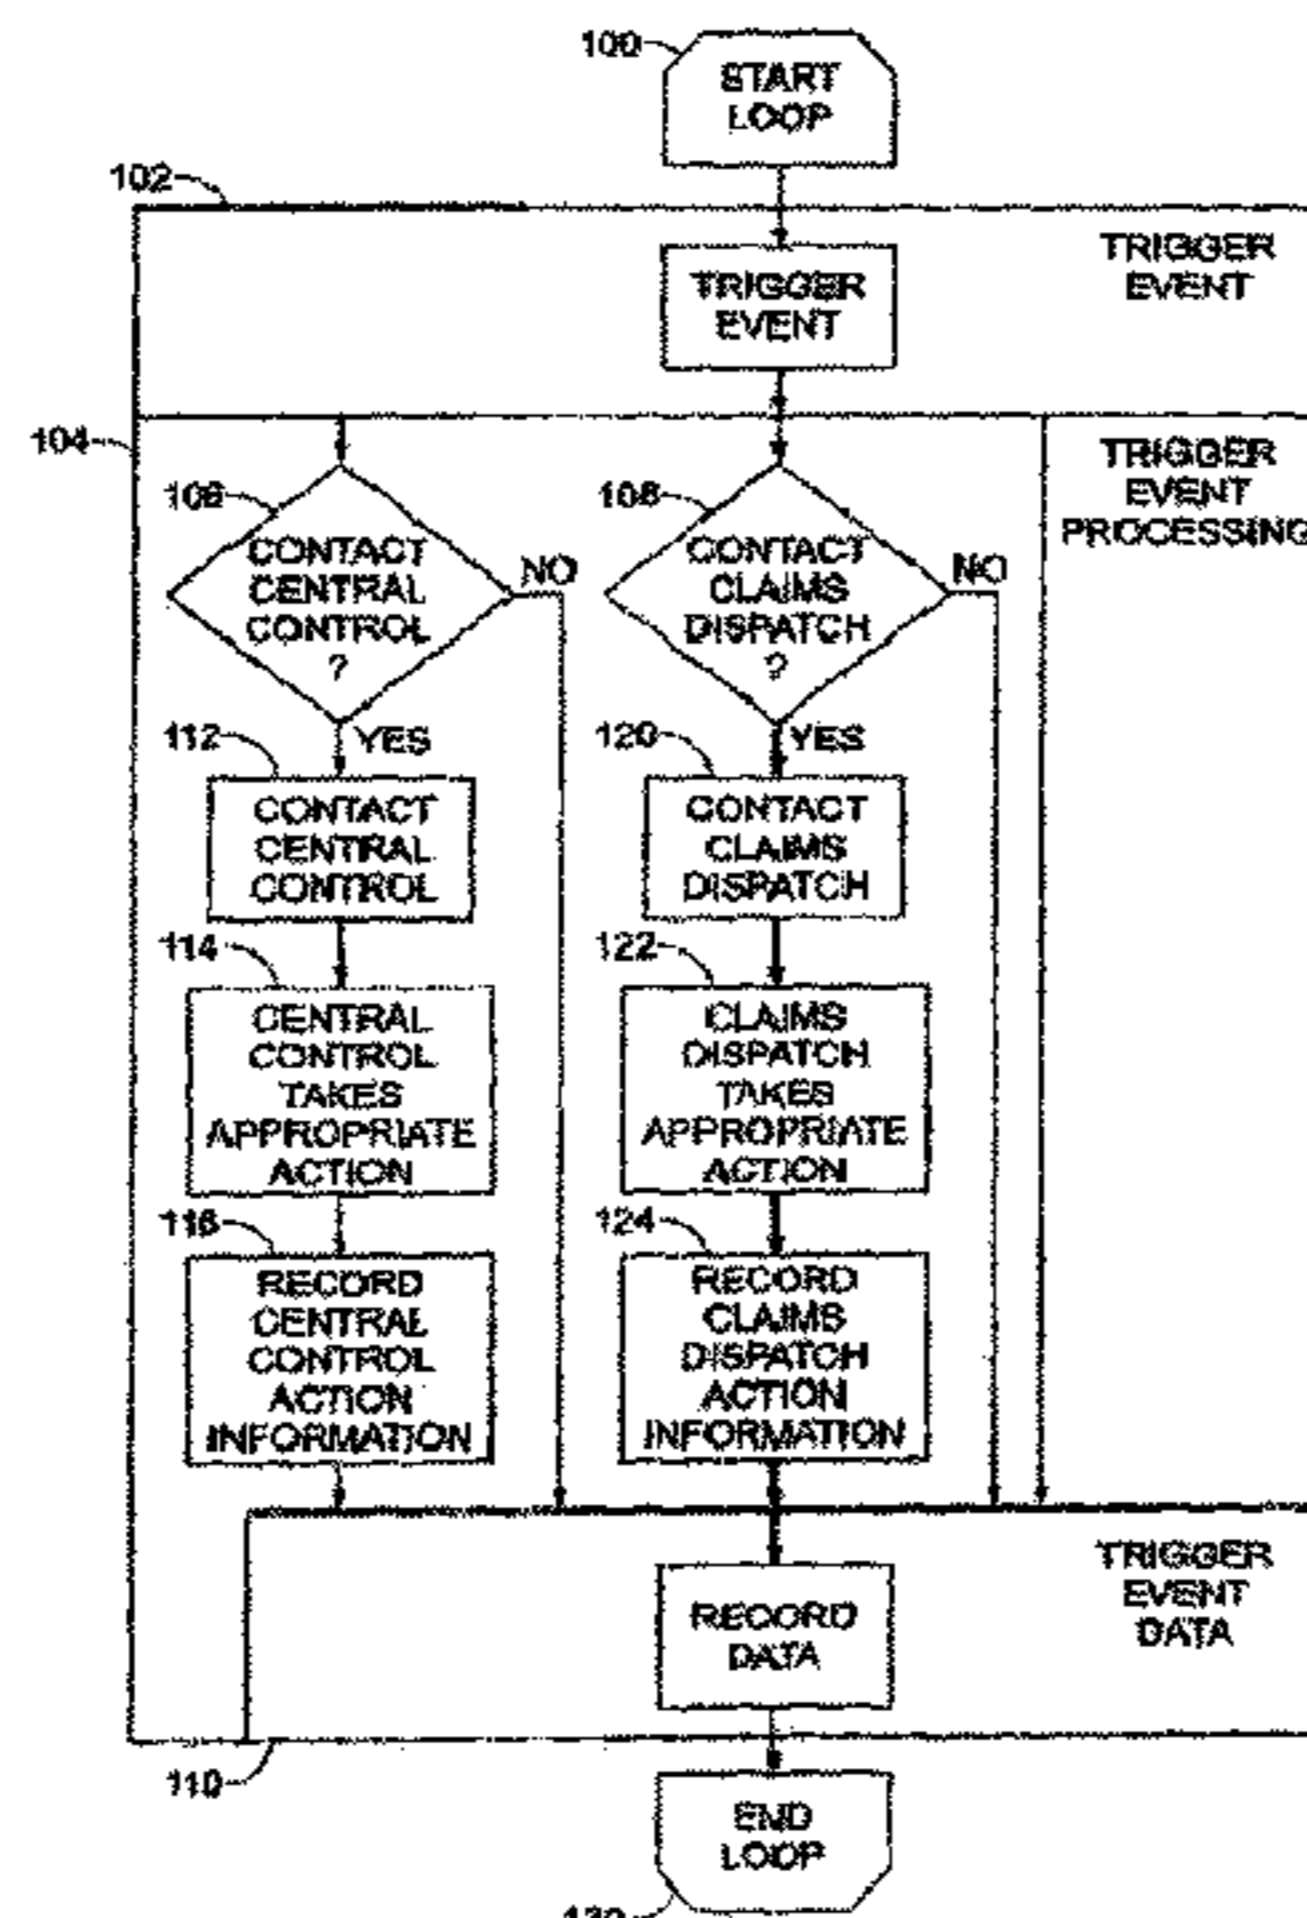 100
START
LOOP
102
TRIGGER
EVENT
TRIGGER
EVENT
104
TRIGGER
EVENT
PROCESSING
106
CONTACT
CENTRAL
CONTROL
?
NO
108
CONTACT
CLAIMS
DISPATCH
?
NO
YES
YES
112
CONTACT
CENTRAL
CONTROL
120
CONTACT
CLAIMS
DISPATCH
114
CENTRAL
CONTROL
TAKES
APPROPRIATE
ACTION
122
CLAIMS
DISPATCH
TAKES
APPROPRIATE
ACTION
116
RECORD
CENTRAL
CONTROL
ACTION
INFORMATION
124
RECORD
CLAIMS
DISPATCH
ACTION
INFORMATION
TRIGGER
EVENT
DATA
RECORD
DATA
110
END
LOOP